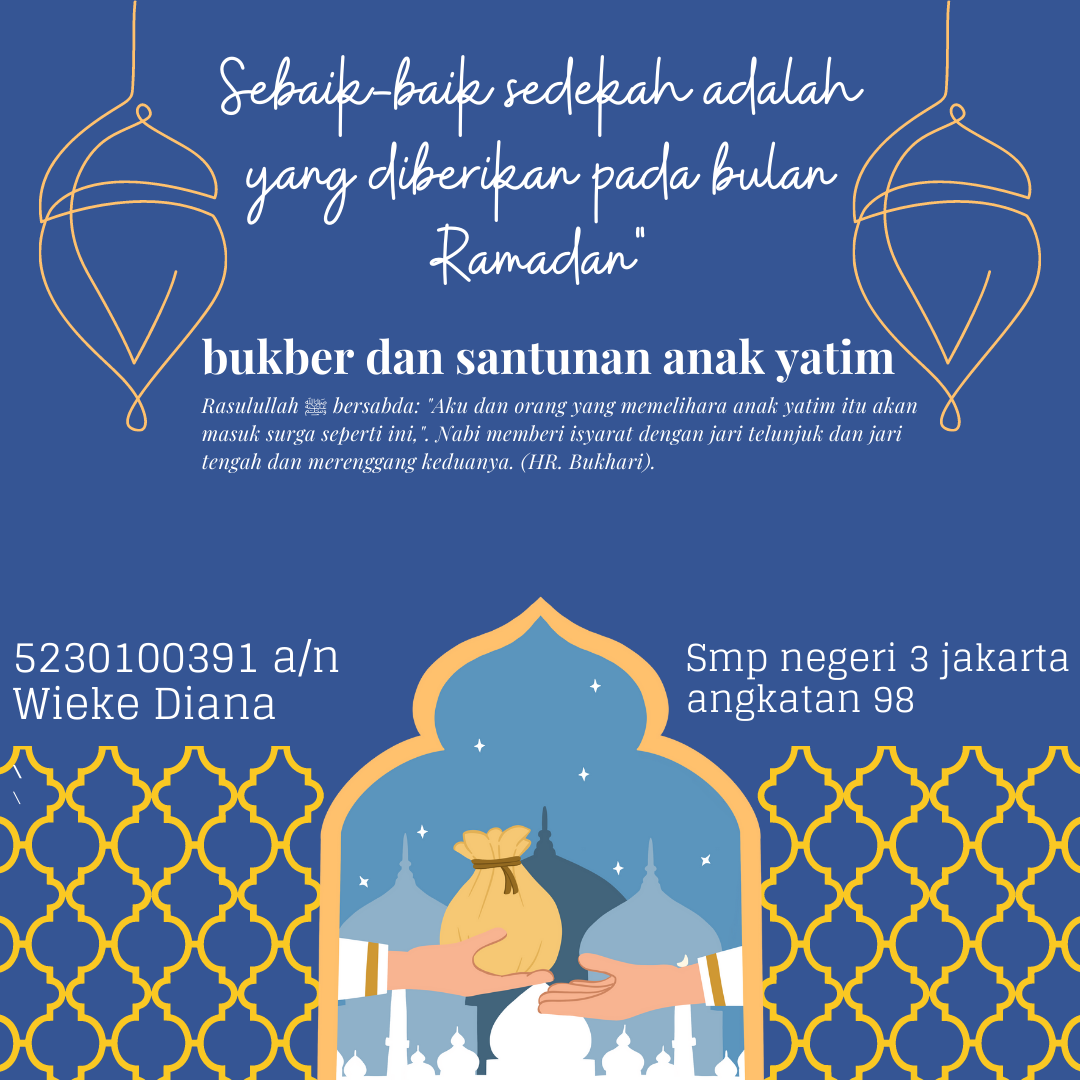 Sebaik-baik sedekah adalah
yang diberikan pada bulan
Ramadan"
bukber dan santunan anak yatim
Rasulullah ﷺ bersabda: "Aku dan orang yang memelihara anak yatim itu akan
masuk surga seperti ini,". Nabi memberi isyarat dengan jari telunjuk dan jari
tengah dan merenggang keduanya. (HR. Bukhari).
5230100391 a/n
Wieke Diana
\
\
Smp negeri 3 jakarta
angkatan 98